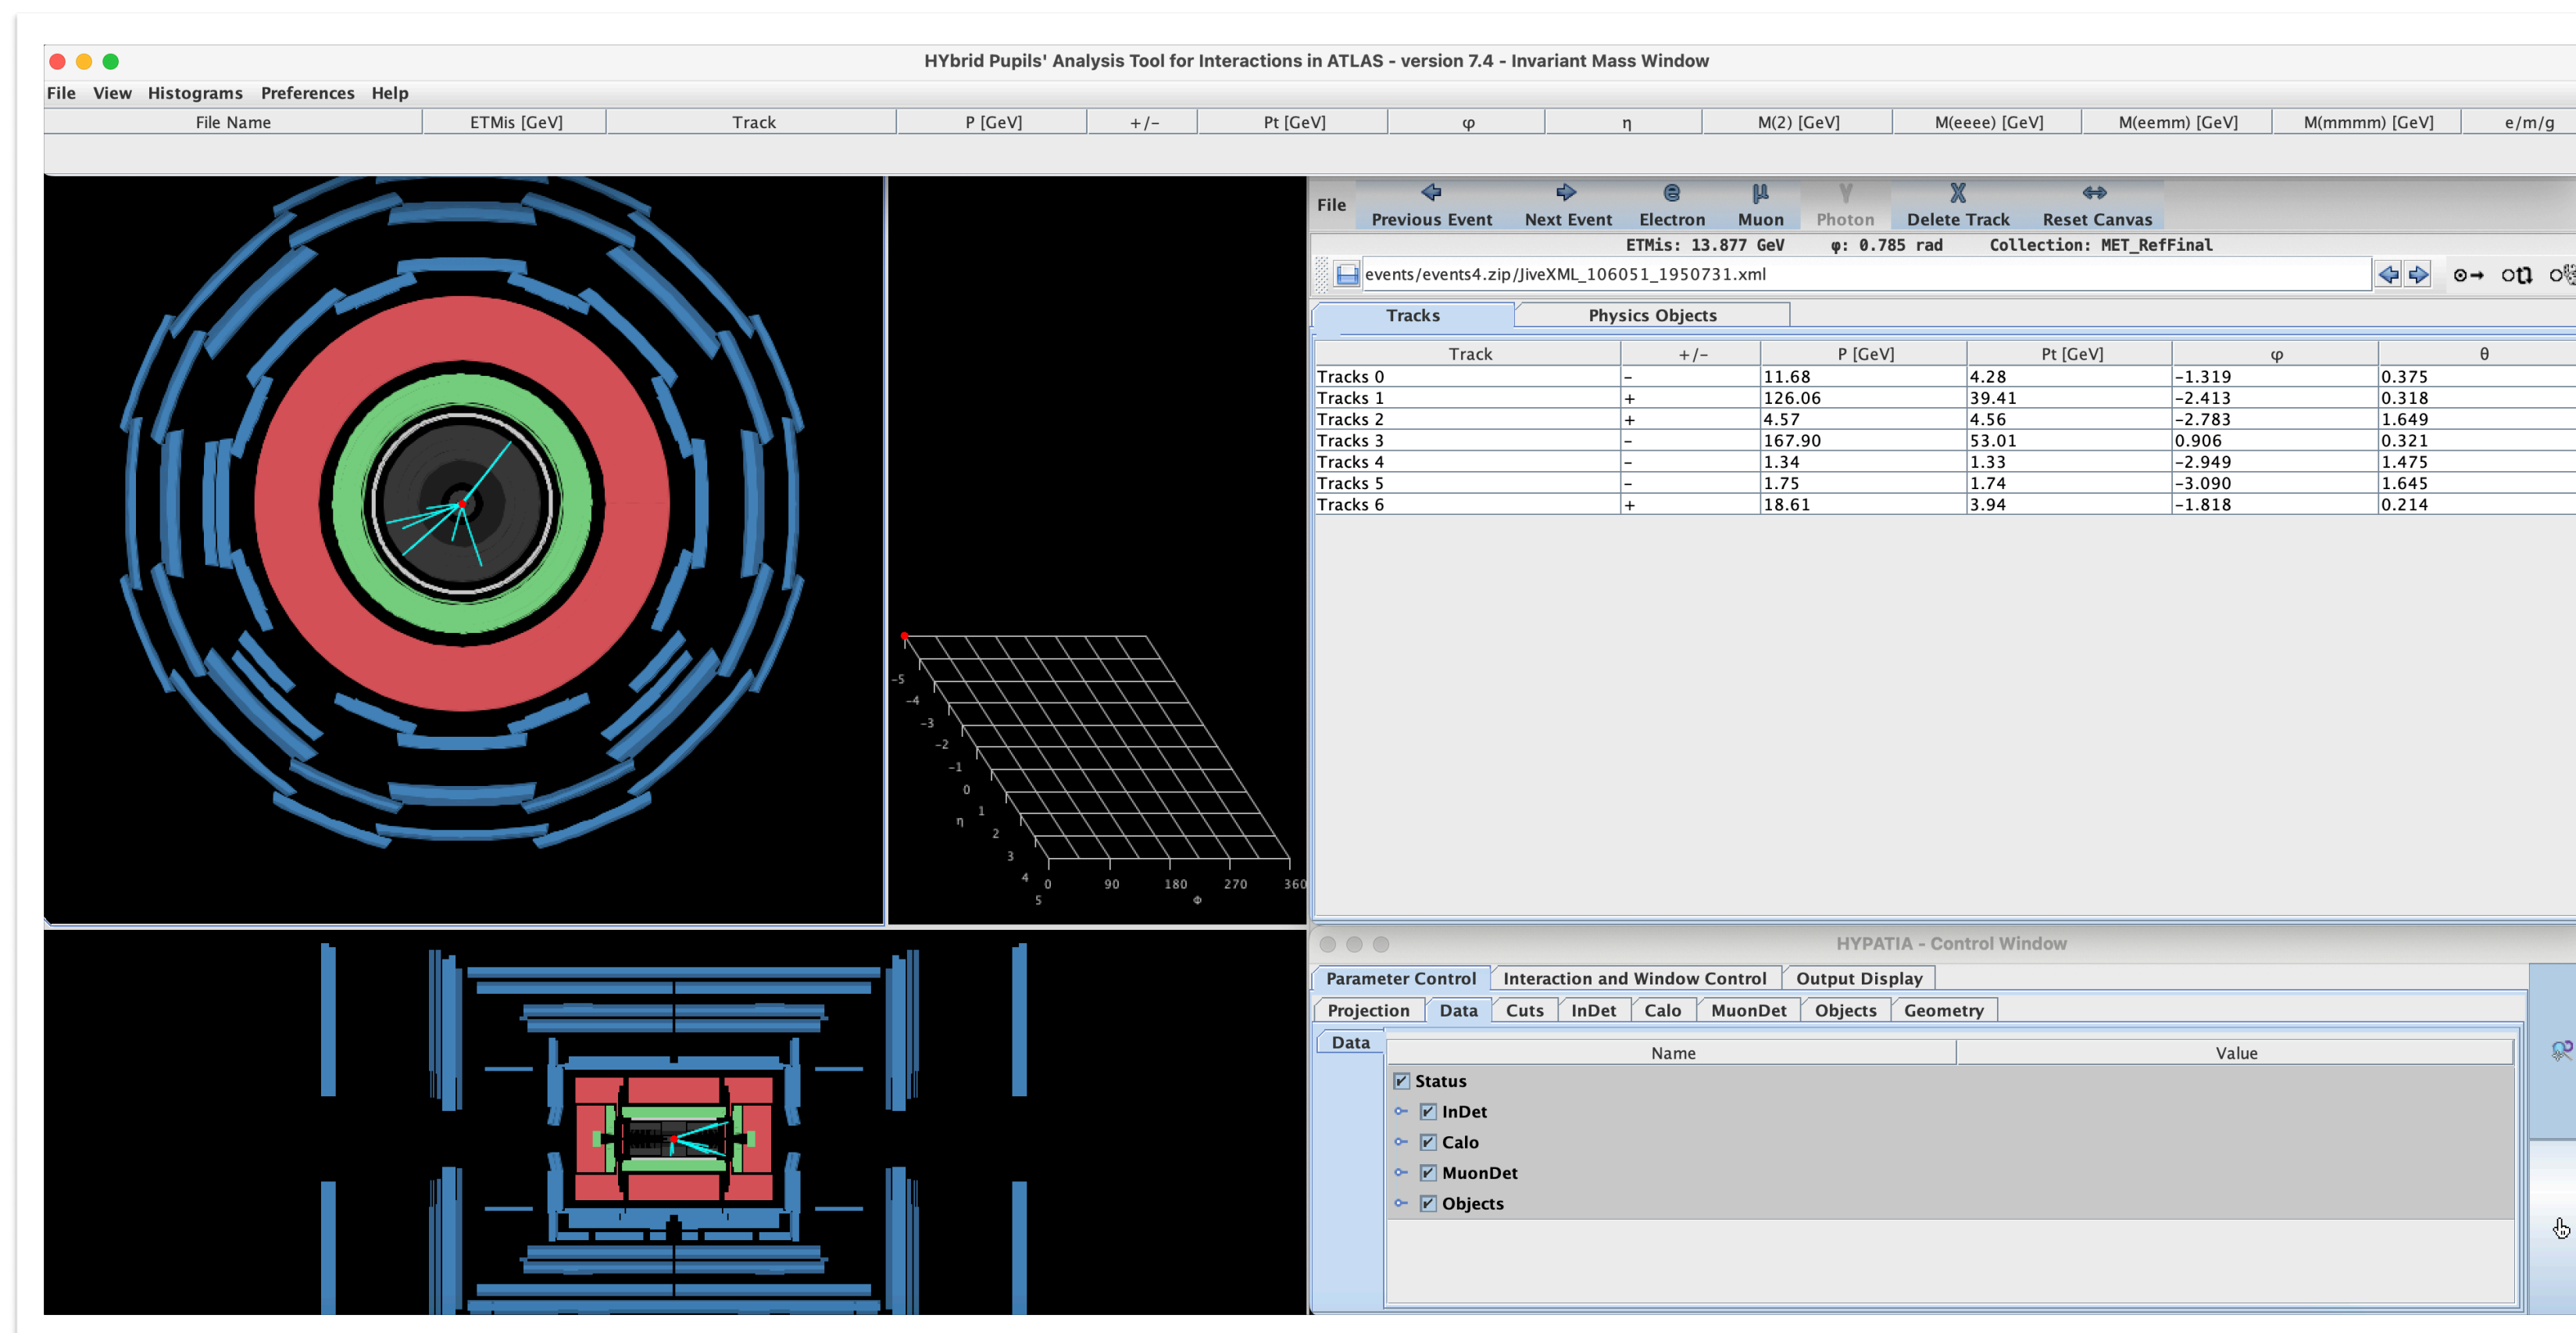 HYbrid Pupils' Analysis Tool for Interactions in ATLAS - version 7.4 - Invariant Mass Window
File View Histograms Preferences Help
File Name ETMis [GeV] Track P [GeV] +/- Pt [GeV] φ η M(2) [GeV] M(eeee) [GeV] M(eemm) [GeV] M(mmmm) [GeV] e/m/g
File Previous Event Next Event Electron Muon Photon Delete Track Reset Canvas
ETMis: 13.877 GeV φ: 0.785 rad Collection: MET_RefFinal
events/events4.zip/JiveXML_106051_1950731.xml
Tracks Physics Objects
Track +/- P [GeV] Pt [GeV] φ θ
Tracks 0 - 11.68 4.28 -1.319 0.375
Tracks 1 + 126.06 39.41 -2.413 0.318
Tracks 2 + 4.57 4.56 -2.783 1.649
Tracks 3 - 167.90 53.01 0.906 0.321
Tracks 4 - 1.34 1.33 -2.949 1.475
Tracks 5 - 1.75 1.74 -3.090 1.645
Tracks 6 + 18.61 3.94 -1.818 0.214
-5
-4
-3
-2
-1
0
1
η
2
3
4
5
0 90 180 270 360
Φ
HYPATIA - Control Window
Parameter Control Interaction and Window Control Output Display
Projection Data Cuts InDet Calo MuonDet Objects Geometry
Data
Name Value
Status
InDet
Calo
MuonDet
Objects